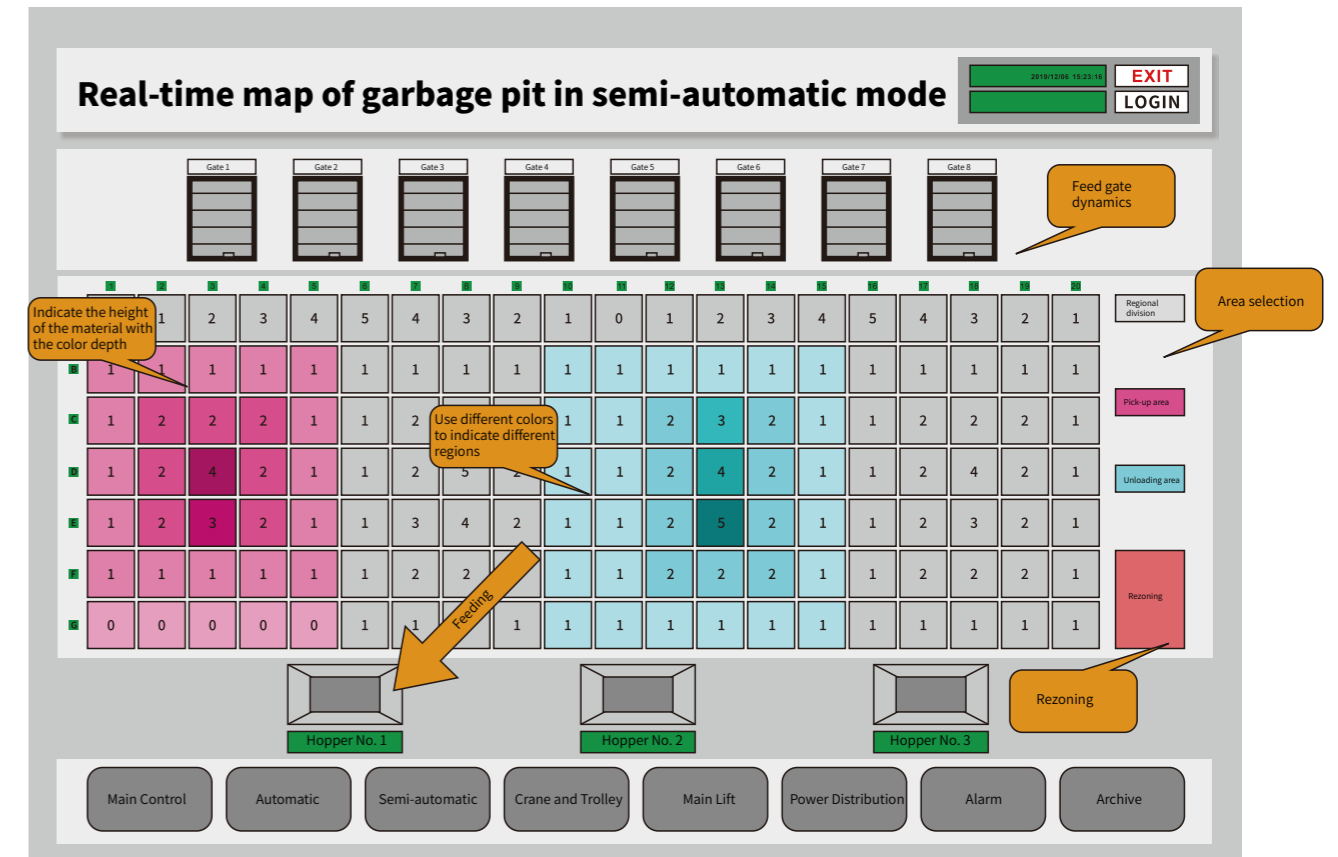 Real-time map of garbage pit in semi-automatic mode
2019/12/06 15:23:16
EXIT
LOGIN
Gate 1 Gate 2 Gate 3 Gate 4 Gate 5 Gate 6 Gate 7 Gate 8
Feed gate
dynamics
1 2 3 4 5 6 7 8 9 10 11 12 13 14 15 16 17 18 19 20
Area selection
Indicate the height
of the material with
the color depth
1 2 3 4 5 4 3 2 1 0 1 2 3 4 5 4 3 2 1
Regional
division
B 1 1 1 1 1 1 1 1 1 1 1 1 1 1 1 1 1 1 1 1
Pick-up area
C 1 2 2 2 1 1 2 1 1 2 3 2 1 1 2 2 2 1
Use different colors
to indicate different
regions
D 1 2 4 2 1 1 2 5 2 1 1 2 4 2 1 1 2 4 2 1
Unloading area
E 1 2 3 2 1 1 3 4 2 1 1 2 5 2 1 1 2 3 2 1
F 1 1 1 1 1 1 2 2 1 1 2 2 2 1 1 2 2 2 1
Feeding
Rezoning
G 0 0 0 0 0 1 1 1 1 1 1 1 1 1 1 1 1 1 1
Rezoning
Hopper No. 1 Hopper No. 2 Hopper No. 3
Main Control Automatic Semi-automatic Crane and Trolley Main Lift Power Distribution Alarm Archive